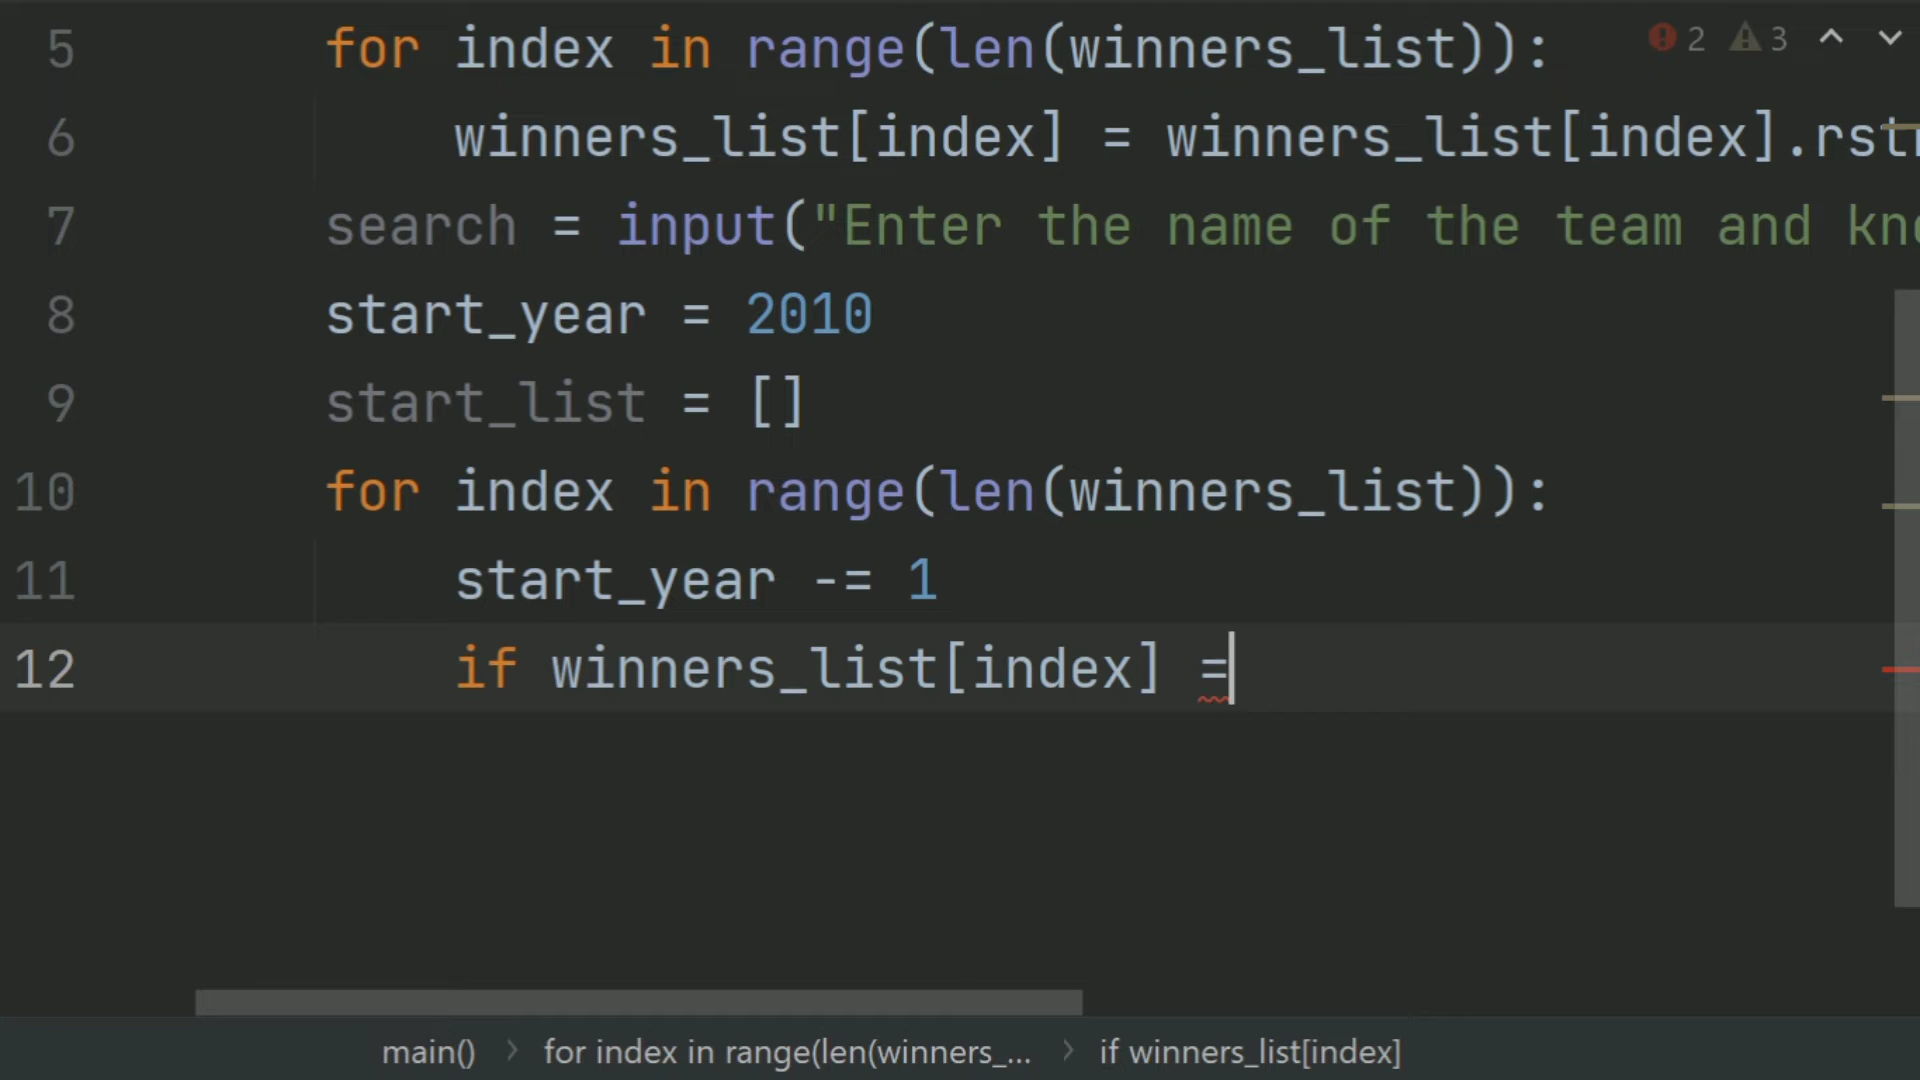 5 for index in range(len(winners_list)): 2 3
6 winners_list[index] = winners_list[index].rst
7 search = input("Enter the name of the team and
8 start_year = 2010
9 start_list = []
10 for index in range(len(winners_list)):
11 start_year -= 1
12 if winners_list[index] =
main() > for index in range(len(winners_... > if winners_list[index]